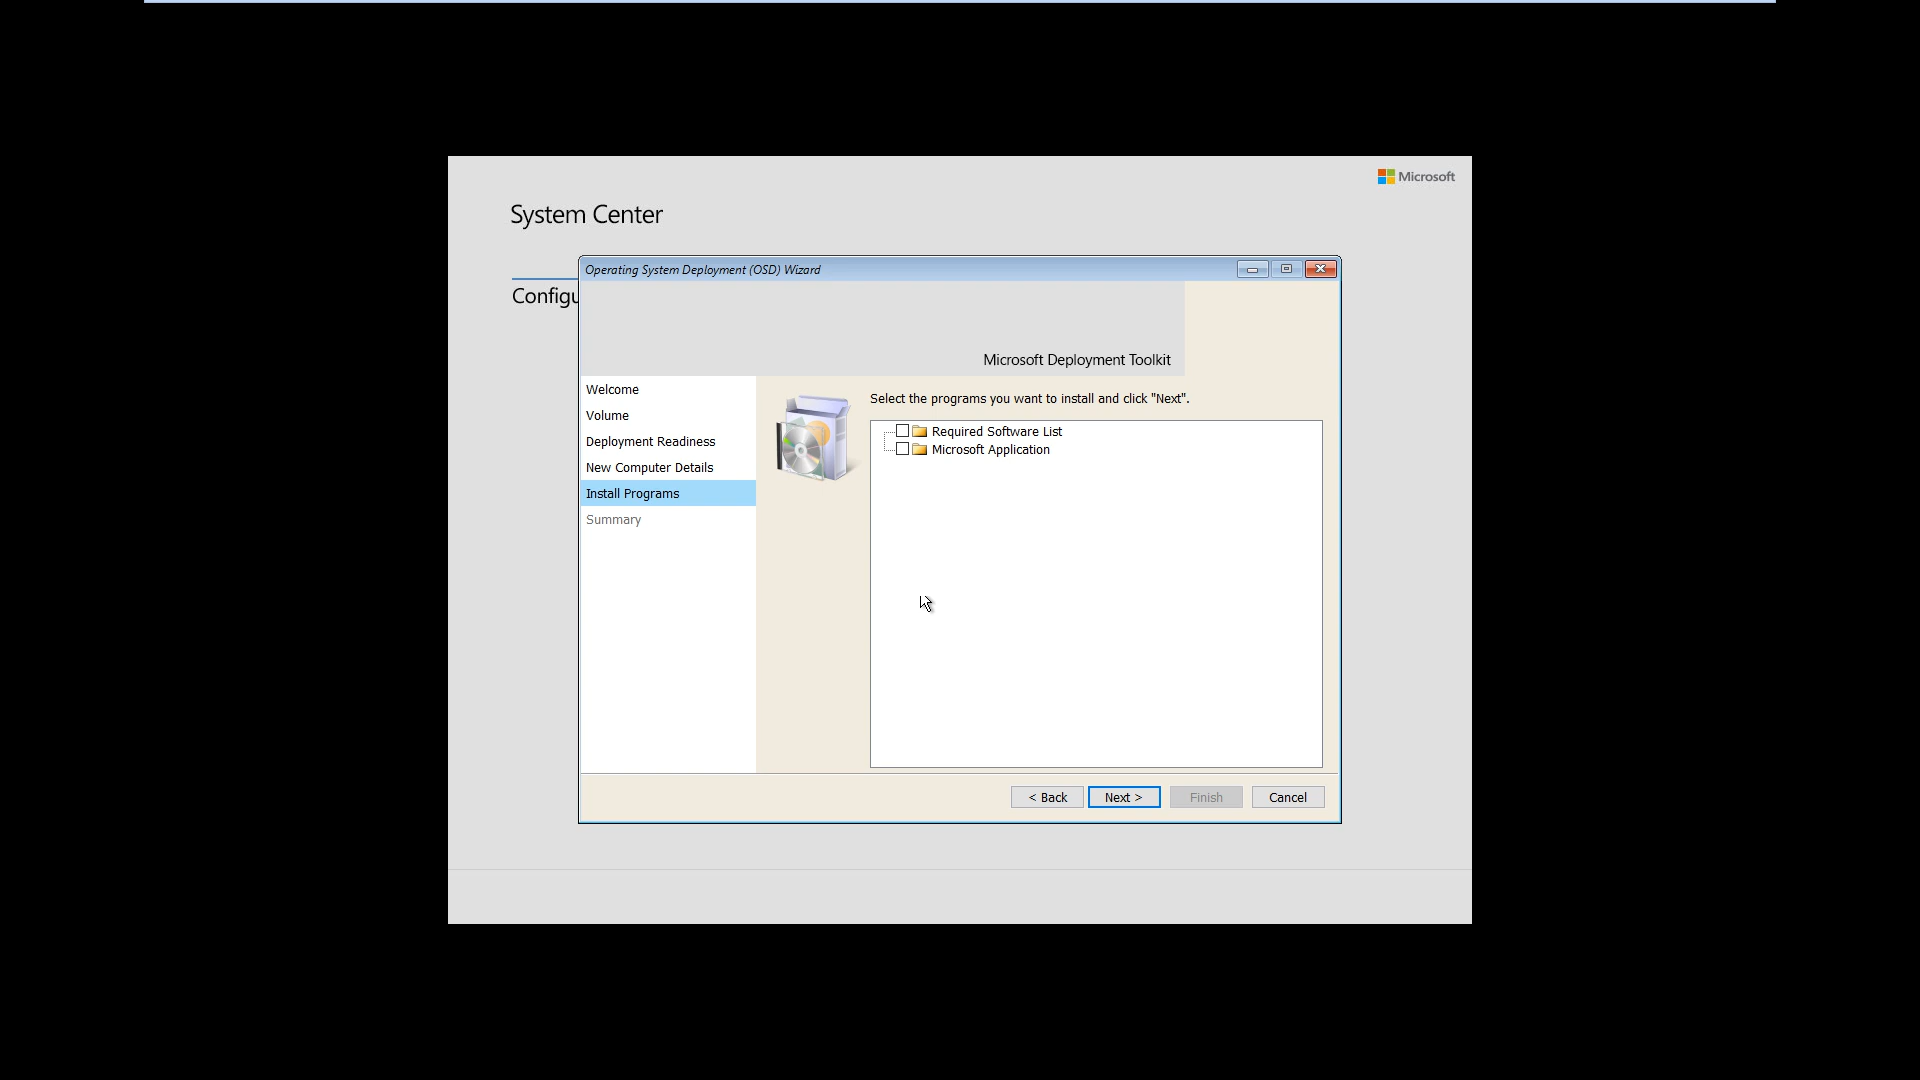 Microsoft
System Center
Operating System Deployment (OSD) Wizard
Configu
Microsoft Deployment Toolkit
Welcome
Volume
Deployment Readiness
New Computer Details
Install Programs
Summary
Select the programs you want to install and click "Next".
Required Software List
Microsoft Application
< Back
Next >
Finish
Cancel